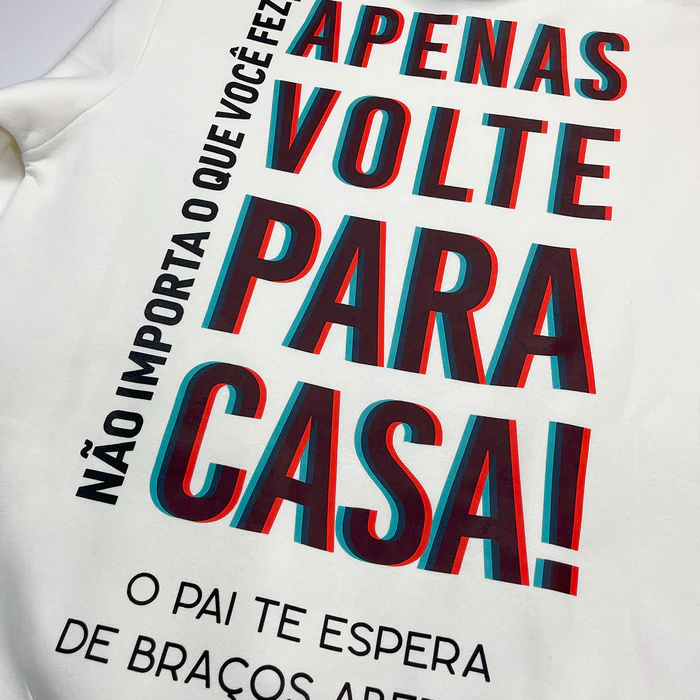 NÃO IMPORTA O QUE VOCÊ FEZ,
APENAS
VOLTE
PARA
CASA!
O PAI TE ESPERA
DE BRAÇOS